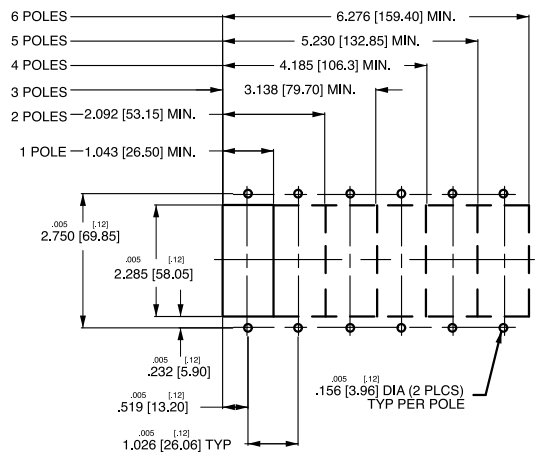 6 POLES 6.276 [159.40] MIN.
5 POLES 5.230 [132.85] MIN.
4 POLES 4.185 [106.3] MIN.
3 POLES 3.138 [79.70] MIN.
2 POLES 2.092 [53.15] MIN.
1 POLE 1.043 [26.50] MIN.
.005 [.12]
2.750 [69.85]
.005 [.12]
2.285 [58.05]
.005 [.12]
.232 [5.90]
.519 [13.20]
.005 [.12]
1.026 [26.06] TYP
.005 [.12]
.156 [3.96] DIA (2 PLCS)
TYP PER POLE